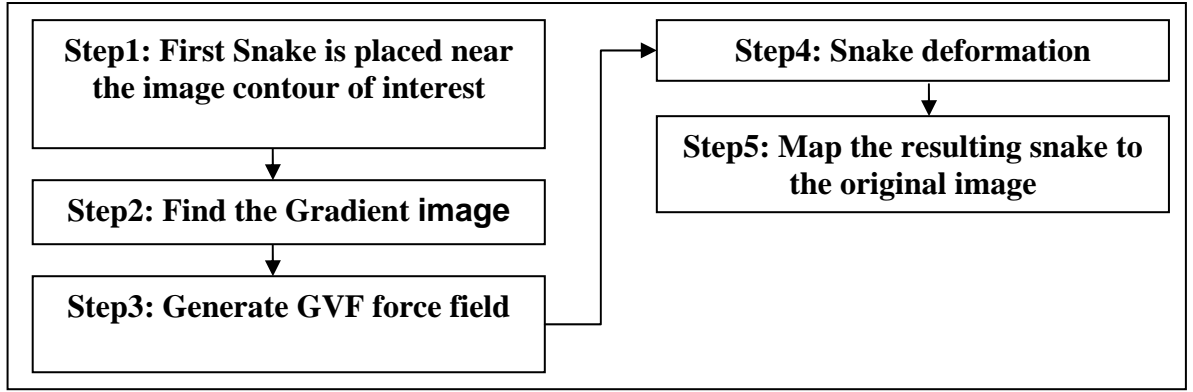 Step1: First Snake is placed near
the image contour of interest
Step2: Find the Gradient image
Step3: Generate GVF force field
Step4: Snake deformation
Step5: Map the resulting snake to
the original image